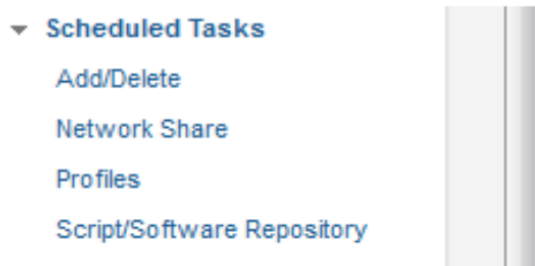 Scheduled Tasks
Add/Delete
Network Share
Profiles
Script/Software Repository